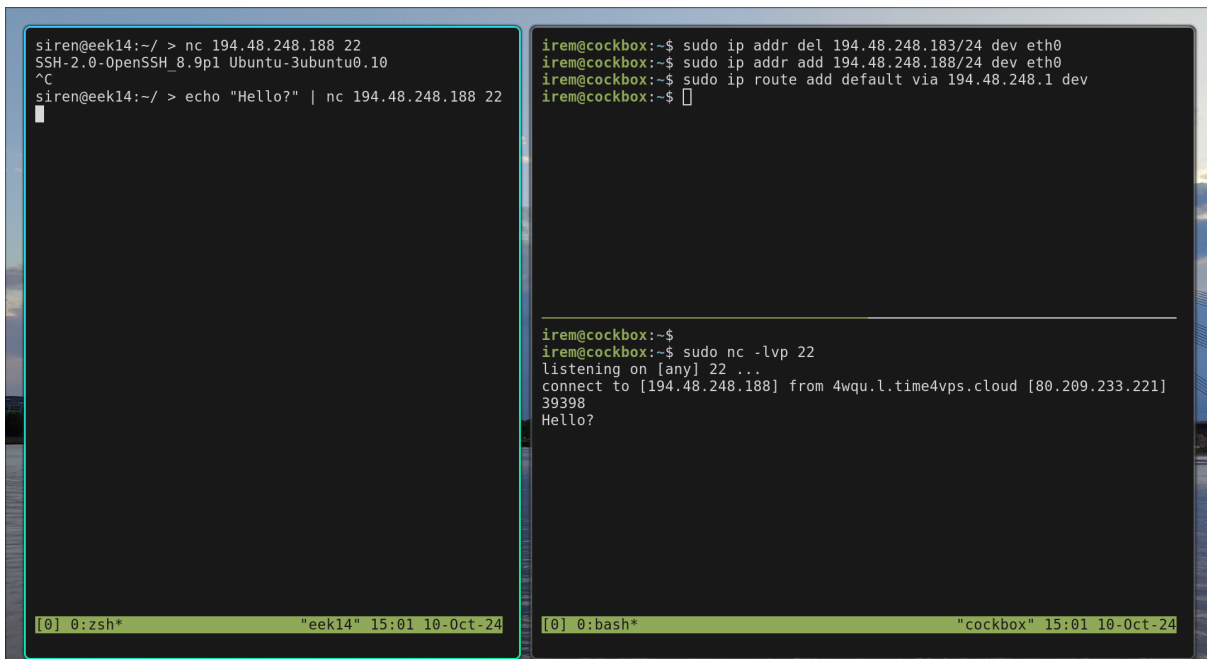 siren@eek14:~/ > nc 194.48.248.188 22
SSH-2.0-OpenSSH_8.9p1 Ubuntu-3ubuntu0.10
^C
siren@eek14:~/ > echo "Hello?" | nc 194.48.248.188 22
[0] 0:zsh* "eek14" 15:01 10-Oct-24
irem@cockbox:~$ sudo ip addr del 194.48.248.183/24 dev eth0
irem@cockbox:~$ sudo ip addr add 194.48.248.188/24 dev eth0
irem@cockbox:~$ sudo ip route add default via 194.48.248.1 dev
irem@cockbox:~$
irem@cockbox:~$
irem@cockbox:~$ sudo nc -lvp 22
listening on [any] 22 ...
connect to [194.48.248.188] from 4wqu.l.time4vps.cloud [80.209.233.221]
39398
Hello?
[0] 0:bash* "cockbox" 15:01 10-Oct-24